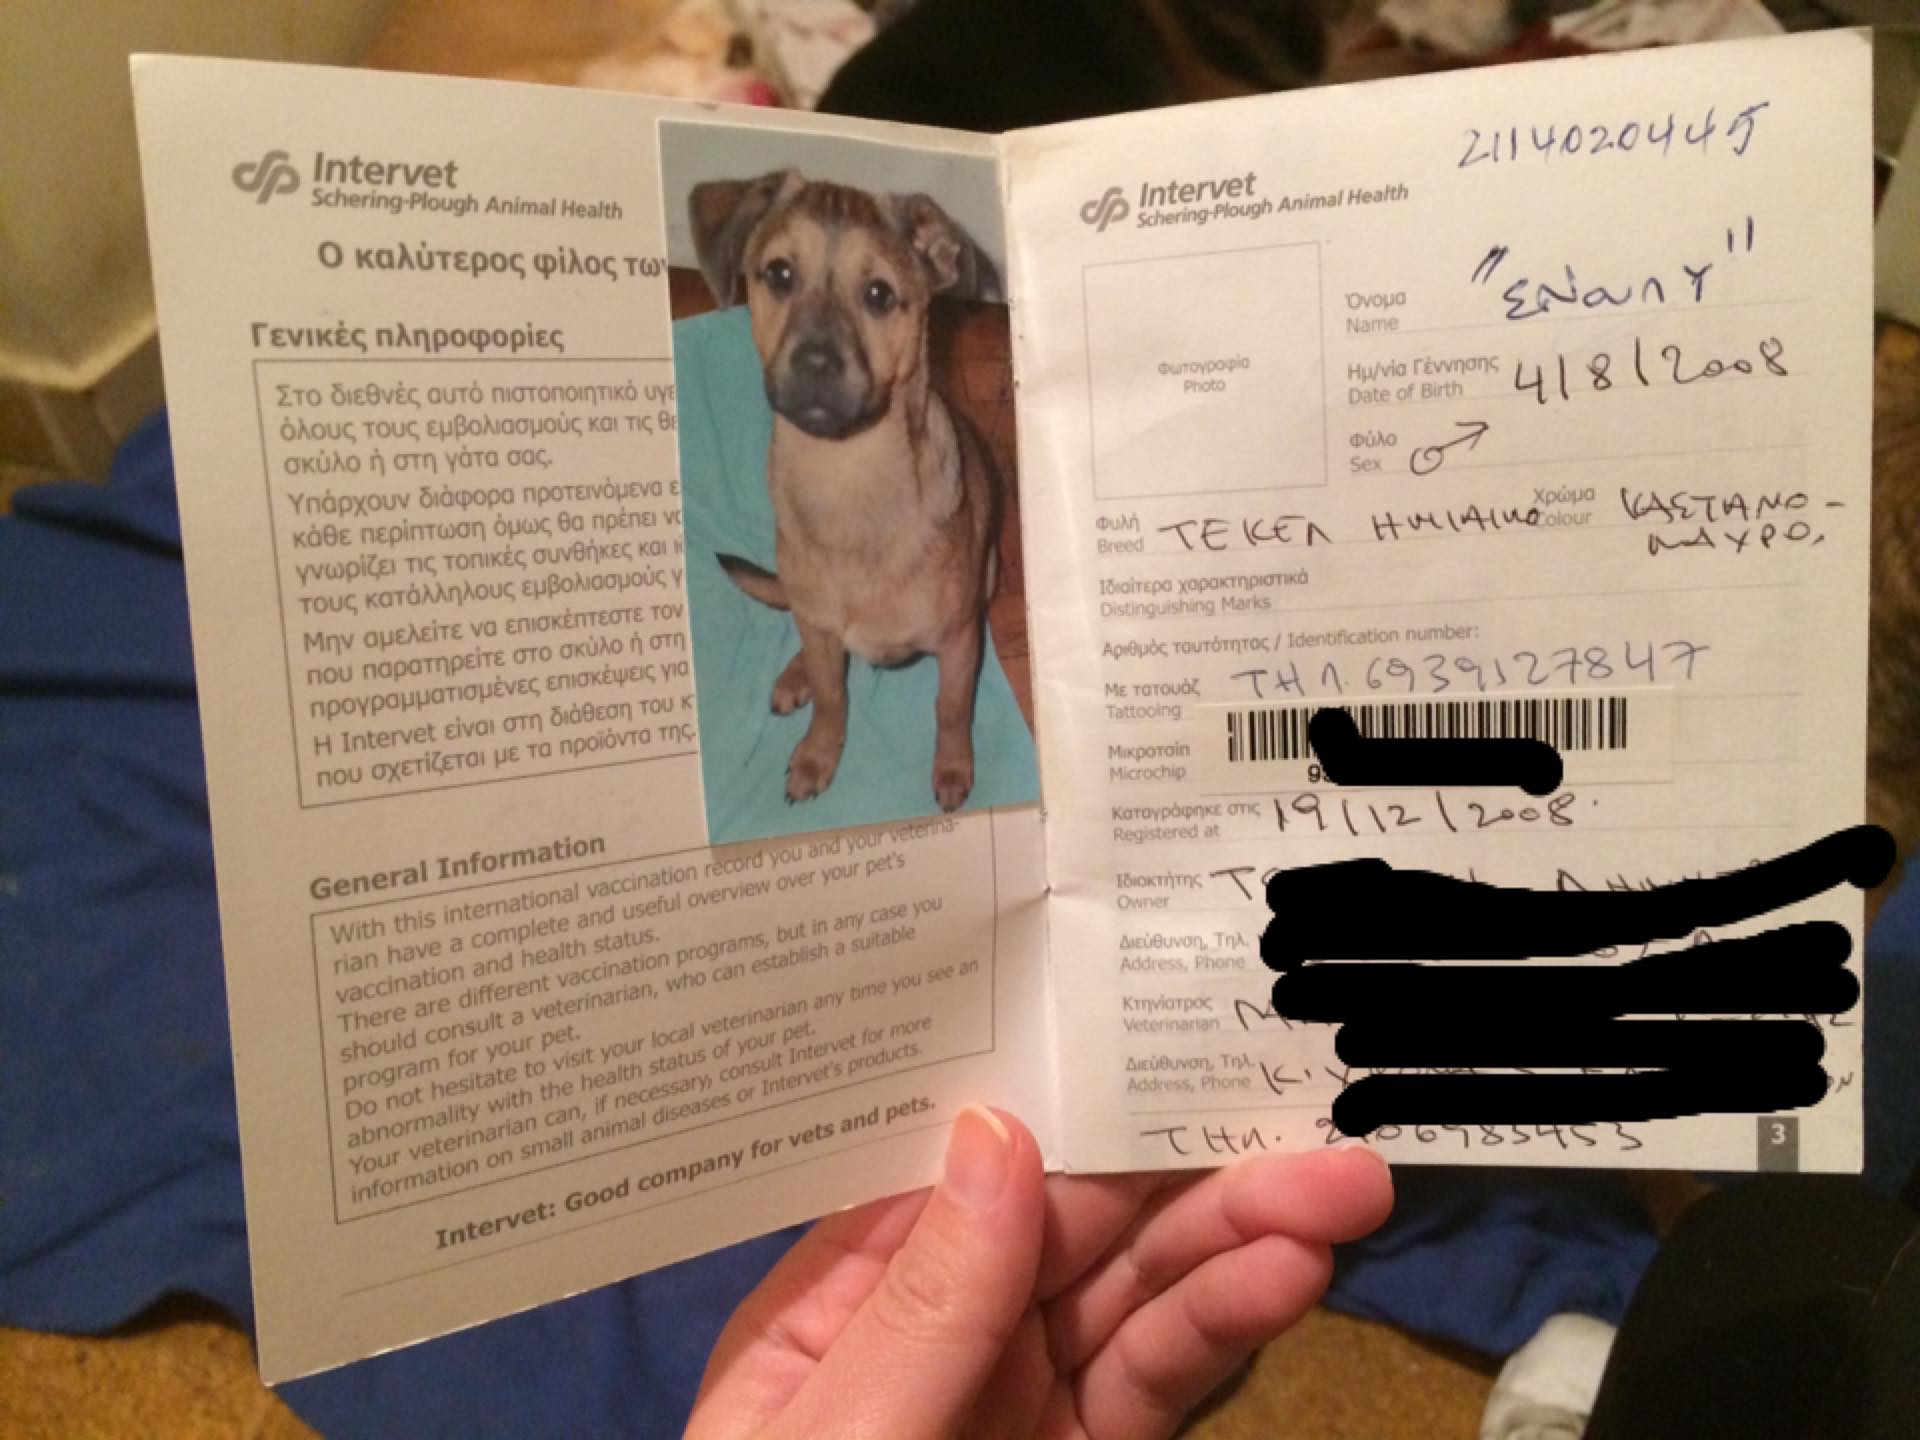 Intervet
Schering-Plough Animal Health
Ο καλύτερος φίλος των
Γενικές πληροφορίες
Στο διεθνές αυτό πιστοποιητικό υγε
όλους τους εμβολιασμούς και τις θε
σκύλο ή στη γάτα σας.
Υπάρχουν διάφορα προτεινόμενα ε
κάθε περίπτωση όμως θα πρέπει να
γνωρίζει τις τοπικές συνθήκες και
τους κατάλληλους εμβολιασμούς γ
Μην αμελείτε να επισκέπτεστε τον
που παρατηρείτε στο σκύλο ή στη
προγραμματισμένες επισκέψεις για
Η Intervet είναι στη διάθεση του κ
που σχετίζεται με τα προϊόντα της.
General Information
With this international vaccination record you and your veterina-
rian have a complete and useful overview over your pet's
vaccination and health status.
There are different vaccination programs, but in any case you
should consult a veterinarian, who can establish a suitable
program for your pet.
Do not hesitate to visit your local veterinarian any time you see an
abnormality with the health status of your pet.
Your veterinarian can, if necessary, consult Intervet for more
information on small animal diseases or Intervet's products.
Intervet: Good company for vets and pets.
2114020445
Intervet
Schering-Plough Animal Health
Φωτογραφία
Photo
Όνομα
Name
"ΣΝΟΥΠΥ"
Ημ/νία Γέννησης 4/8/2008
Date of Birth
Φύλο
Sex ♂
Φυλή ΤΕΚΕΛ ΗΜΙΑΙΜΟ
Breed
Χρώμα ΚΑΣΤΑΝΟ-
Colour ΜΑΥΡΟ,
Ιδιαίτερα χαρακτηριστικά
Distinguishing Marks
Αριθμός ταυτότητος / Identification number:
Με τατουάζ ΤΗΛ. 6939127847
Tattooing
Μικροτσίπ
Microchip
Καταγράφηκε στις 19/12/2008.
Registered at
Ιδιοκτήτης
Owner
Διεύθυνση, Τηλ.
Address, Phone
Κτηνίατρος
Veterinarian
Διεύθυνση, Τηλ.
Address, Phone
ΤΗΛ.
3